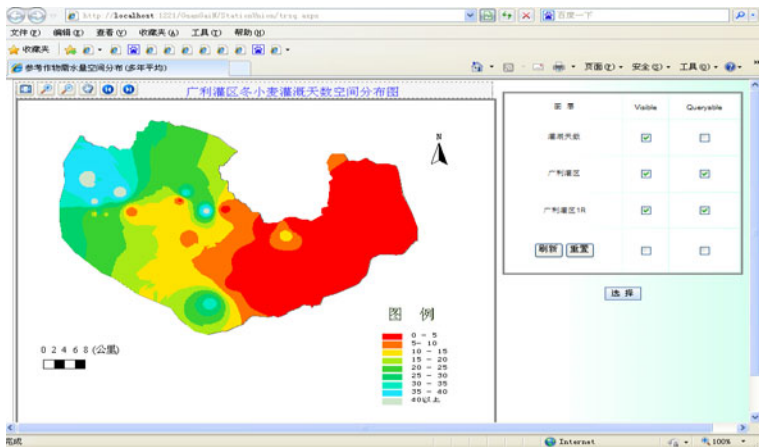 http://localhost:1221/GuanGaiW/StationUnion/trsq.aspx
百度一下
文件(F) 编辑(E) 查看(V) 收藏夹(A) 工具(T) 帮助(H)
收藏夹
参考作物需水量空间分布(多年平均)
页面(P) 安全(S) 工具(O)
广利灌区冬小麦灌溉天数空间分布图
图层 Visible Queryable
灌溉天数
广利灌区
广利灌区1R
刷新 重置
选择
N
图 例
0 - 5
5- 10
10 - 15
15 - 20
20 - 25
25 - 30
30 - 35
35 - 40
40以上
0 2 4 6 8 (公里)
完成 Internet 100%